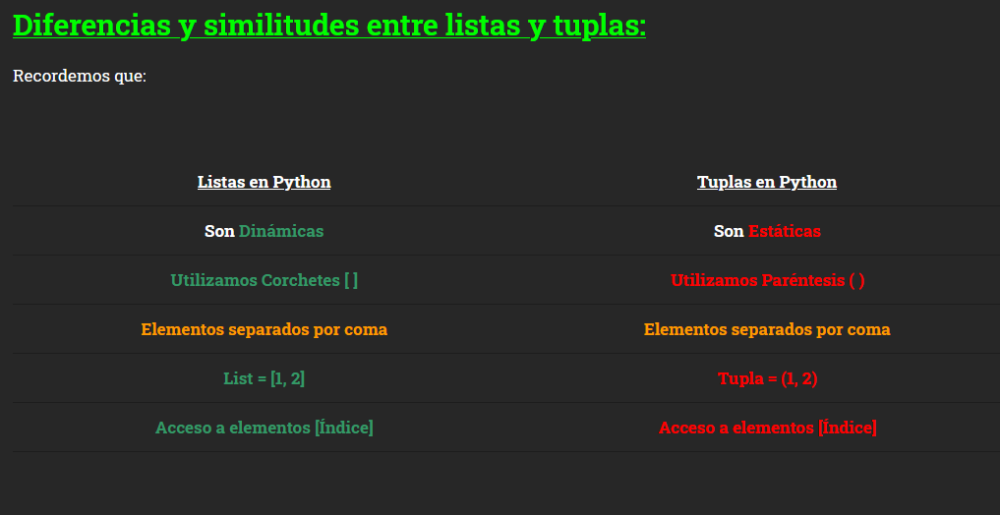 Diferencias y similitudes entre listas y tuplas:
Recordemos que:
Listas en Python Tuplas en Python
Son Dinámicas Son Estáticas
Utilizamos Corchetes [ ] Utilizamos Paréntesis ( )
Elementos separados por coma Elementos separados por coma
List = [1, 2] Tupla = (1, 2)
Acceso a elementos [Índice] Acceso a elementos [Índice]